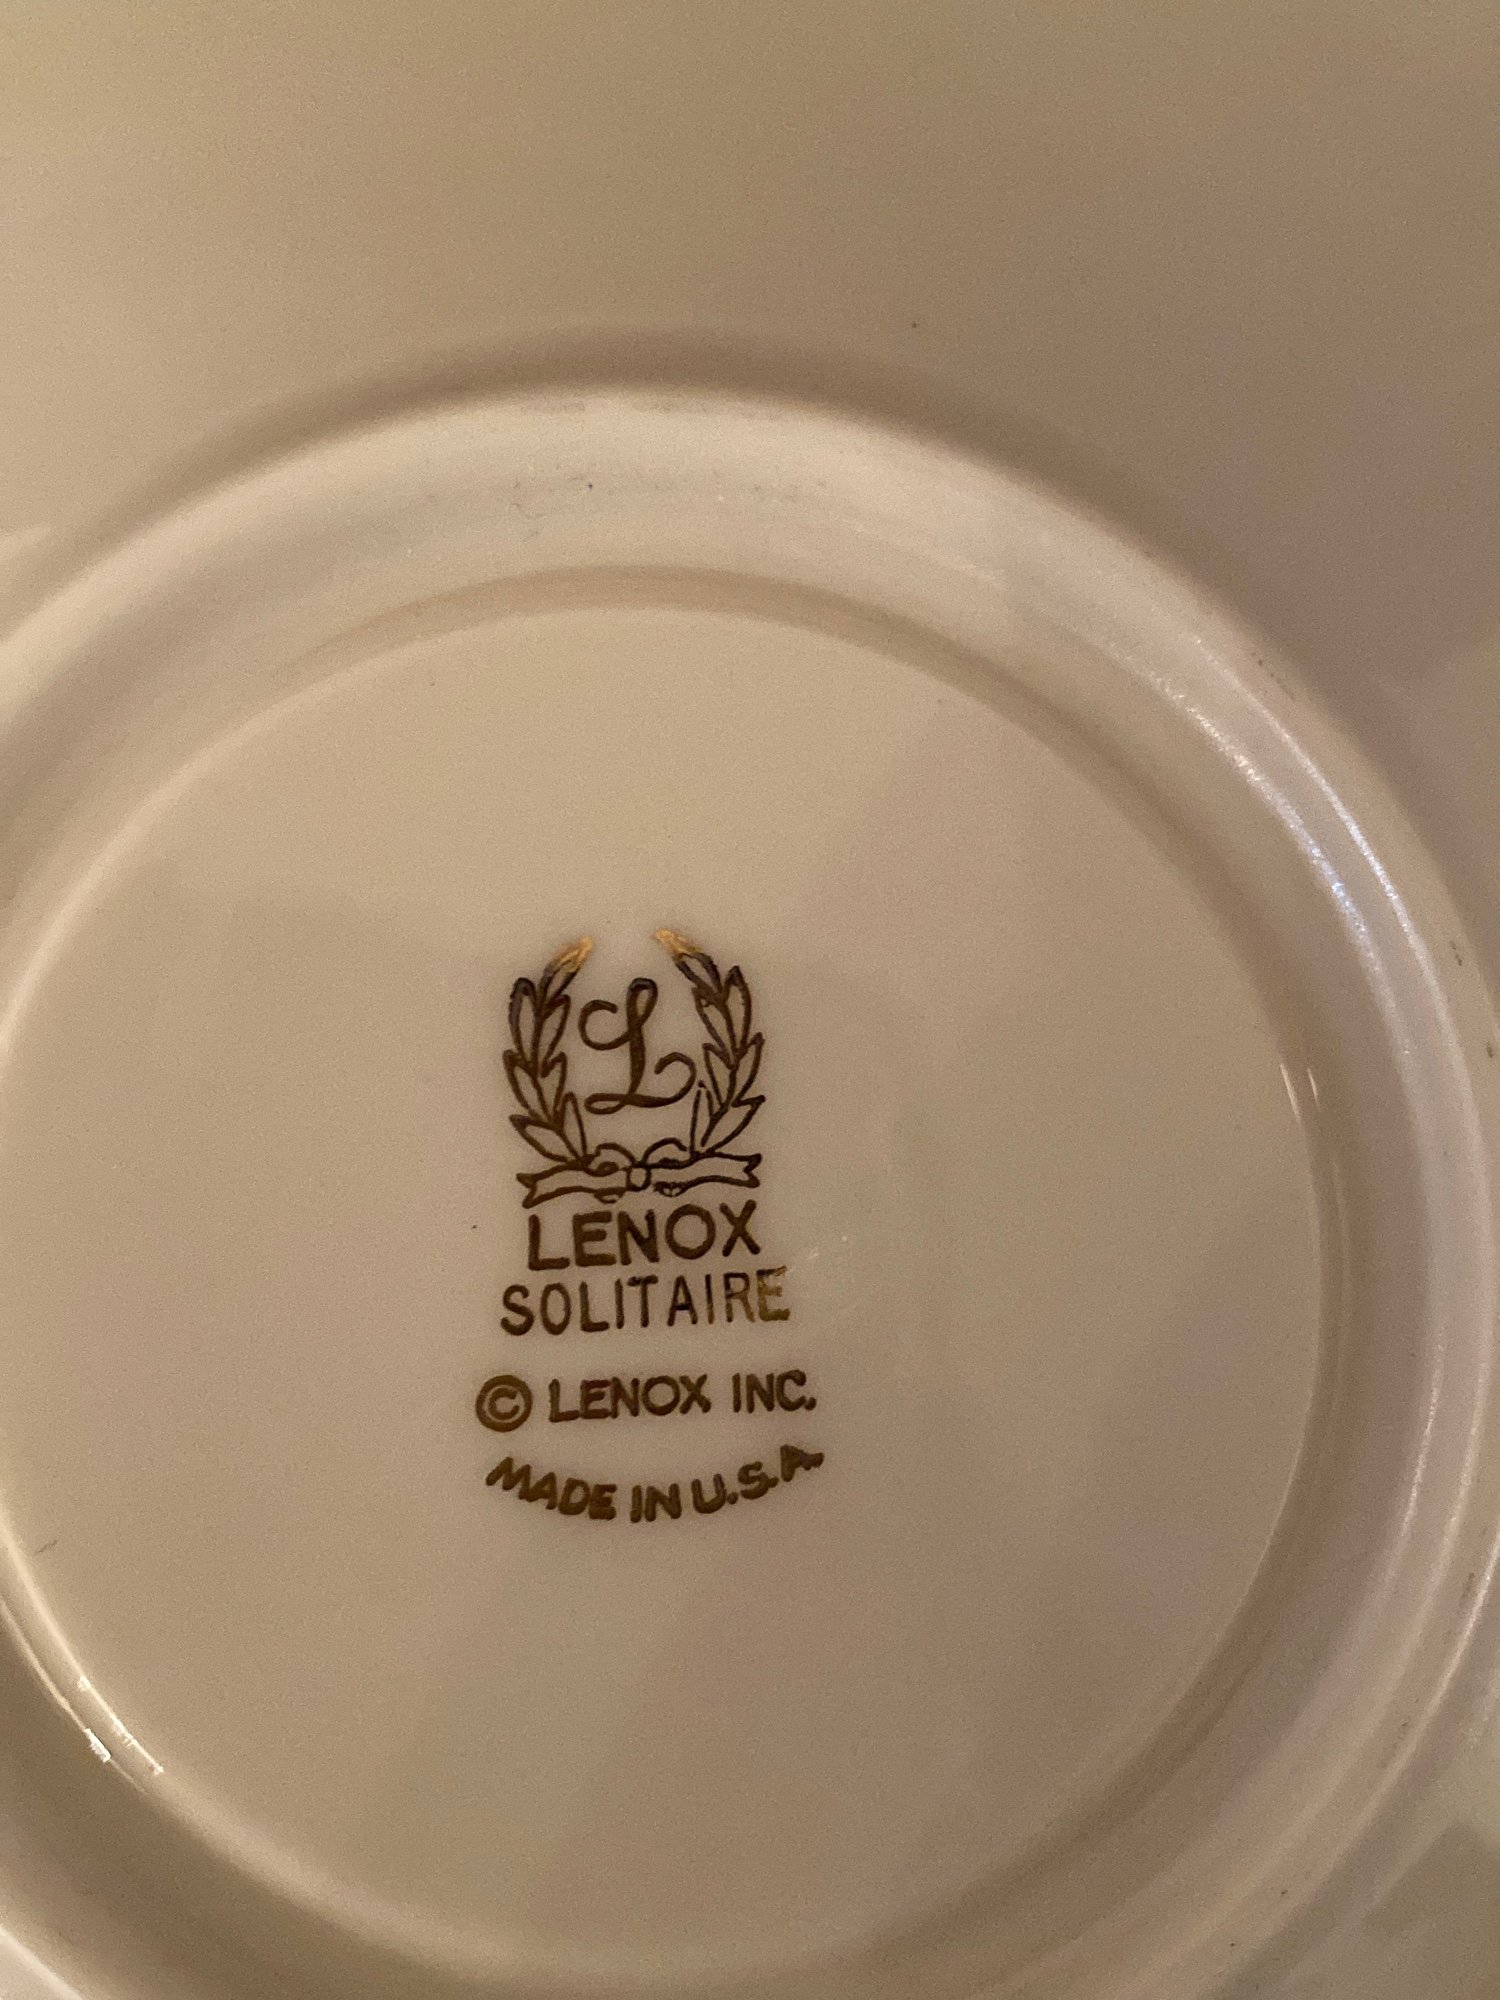 L
LENOX
SOLITAIRE
© LENOX INC.
MADE IN U.S.A.